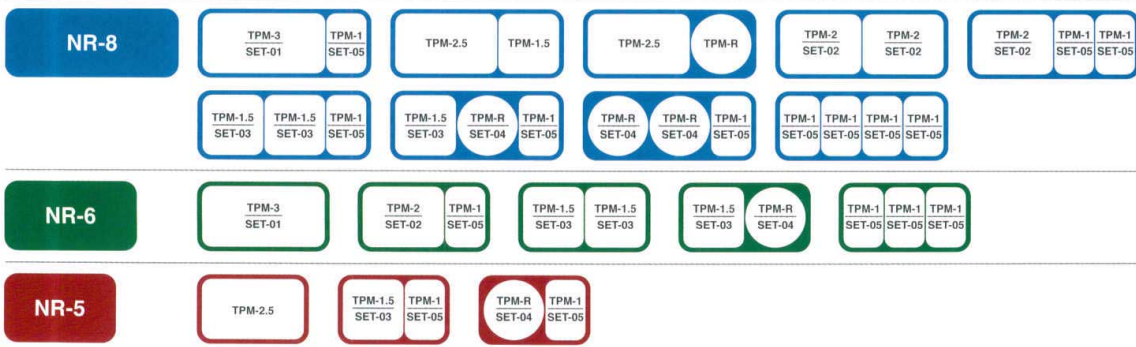 NR-8
TPM-3
SET-01
TPM-1
SET-05
TPM-2.5
TPM-1.5
TPM-2.5
TPM-R
TPM-2
SET-02
TPM-2
SET-02
TPM-2
SET-02
TPM-1
SET-05
TPM-1
SET-05
TPM-1.5
SET-03
TPM-1.5
SET-03
TPM-1
SET-05
TPM-1.5
SET-03
TPM-R
SET-04
TPM-1
SET-05
TPM-R
SET-04
TPM-R
SET-04
TPM-1
SET-05
TPM-1
SET-05
TPM-1
SET-05
TPM-1
SET-05
TPM-1
SET-05
NR-6
TPM-3
SET-01
TPM-2
SET-02
TPM-1
SET-05
TPM-1.5
SET-03
TPM-1.5
SET-03
TPM-1.5
SET-03
TPM-R
SET-04
TPM-1
SET-05
TPM-1
SET-05
TPM-1
SET-05
NR-5
TPM-2.5
TPM-1.5
SET-03
TPM-1
SET-05
TPM-R
SET-04
TPM-1
SET-05